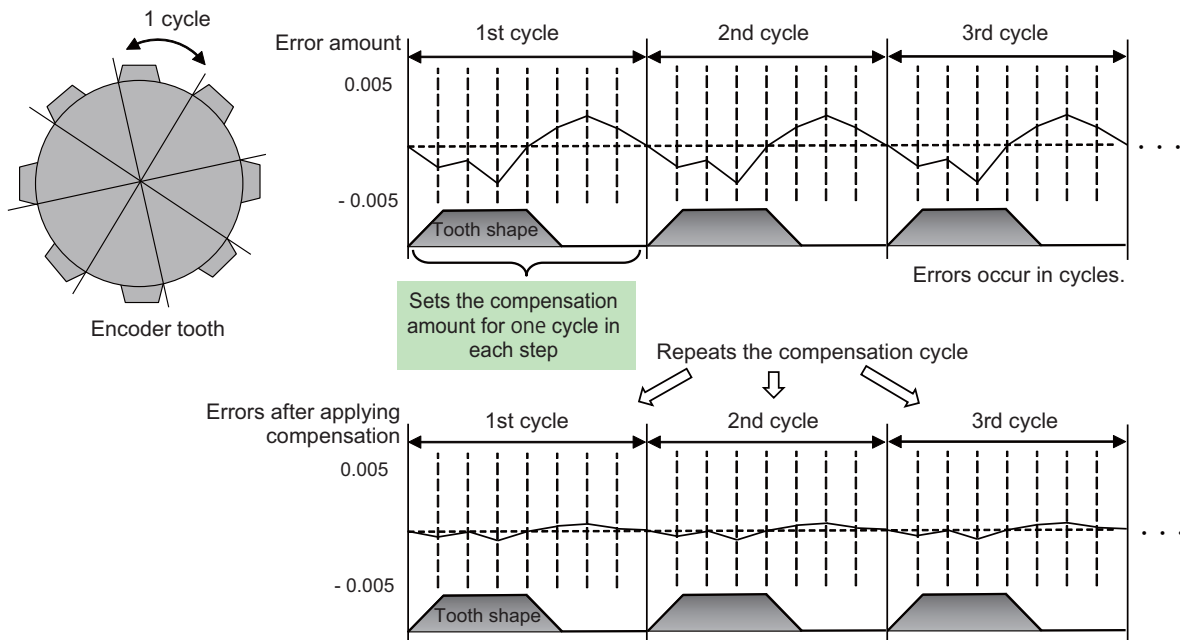 1 cycle
Encoder tooth
Error amount
1st cycle
2nd cycle
3rd cycle
0.005
- 0.005
. . .
Tooth shape
Errors occur in cycles.
Sets the compensation
amount for one cycle in
each step
Repeats the compensation cycle
Errors after applying
compensation
1st cycle
2nd cycle
3rd cycle
0.005
- 0.005
. . .
Tooth shape